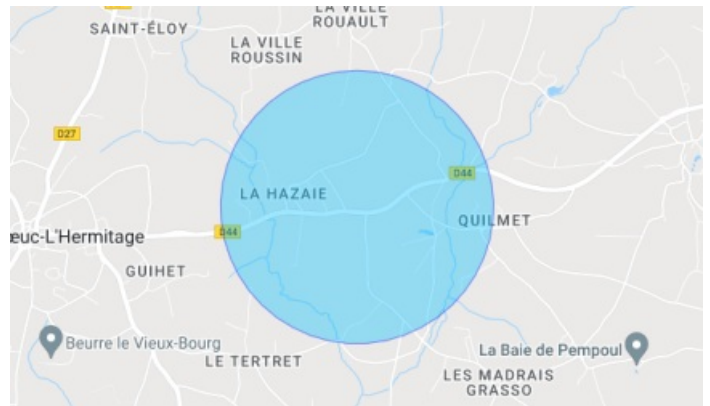 LA VILLE
ROUAULT
SAINT-ÉLOY
LA VILLE
ROUSSIN
D27
D44
LA HAZAIE
QUILMET
œuc-L'Hermitage
D44
GUIHET
Beurre le Vieux-Bourg
LE TERTRET
La Baie de Pempoul
LES MADRAIS
GRASSO